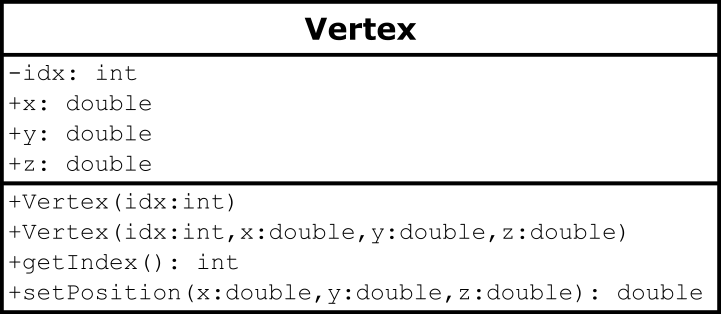 Vertex
-idx: int
+x: double
+y: double
+z: double
+Vertex(idx:int)
+Vertex(idx:int,x:double,y:double,z:double)
+getIndex(): int
+setPosition(x:double,y:double,z:double): double